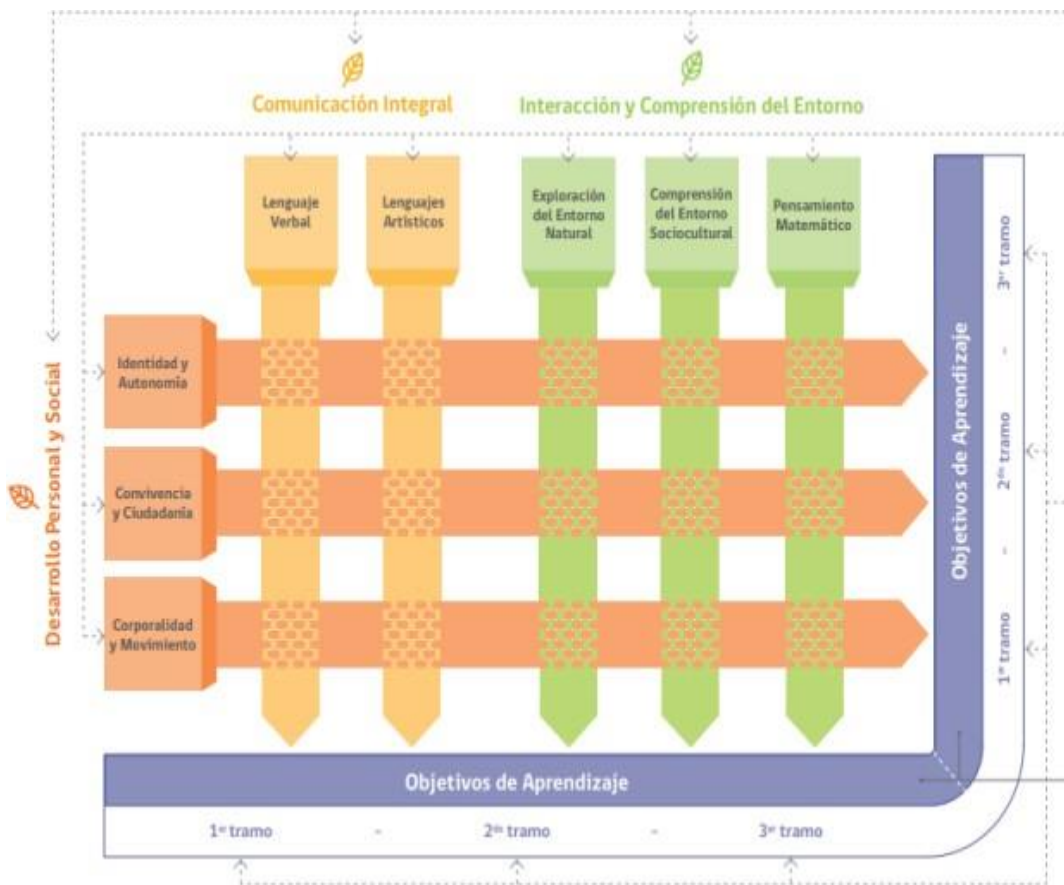 Comunicación Integral
Interacción y Comprensión del Entorno
Lenguaje
Verbal
Lenguajes
Artísticos
Exploración
del Entorno
Natural
Comprensión
del Entorno
Sociocultural
Pensamiento
Matemático
Desarrollo Personal y Social
Identidad y
Autonomía
Convivencia
y Ciudadanía
Corporalidad
y Movimiento
Objetivos de Aprendizaje
1er tramo - 2do tramo - 3er tramo
Objetivos de Aprendizaje
1er tramo - 2do tramo - 3er tramo